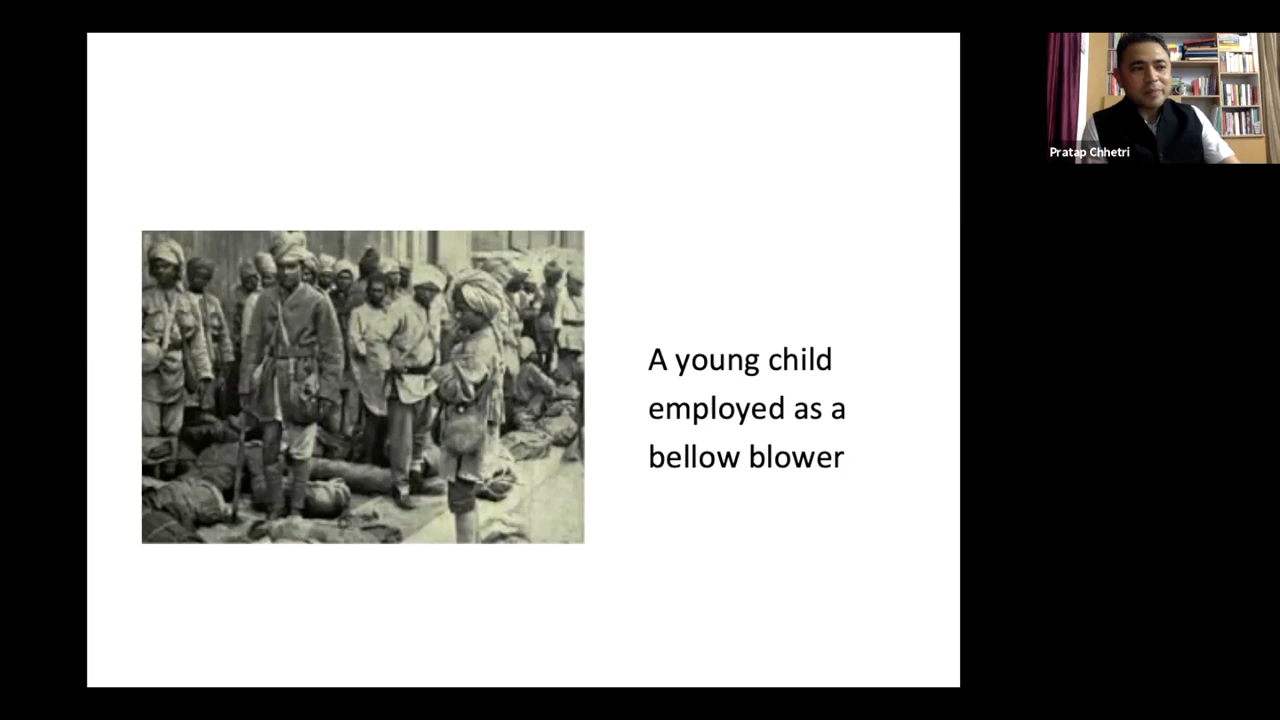 A young child
employed as a
bellow blower
Pratap Chhetri